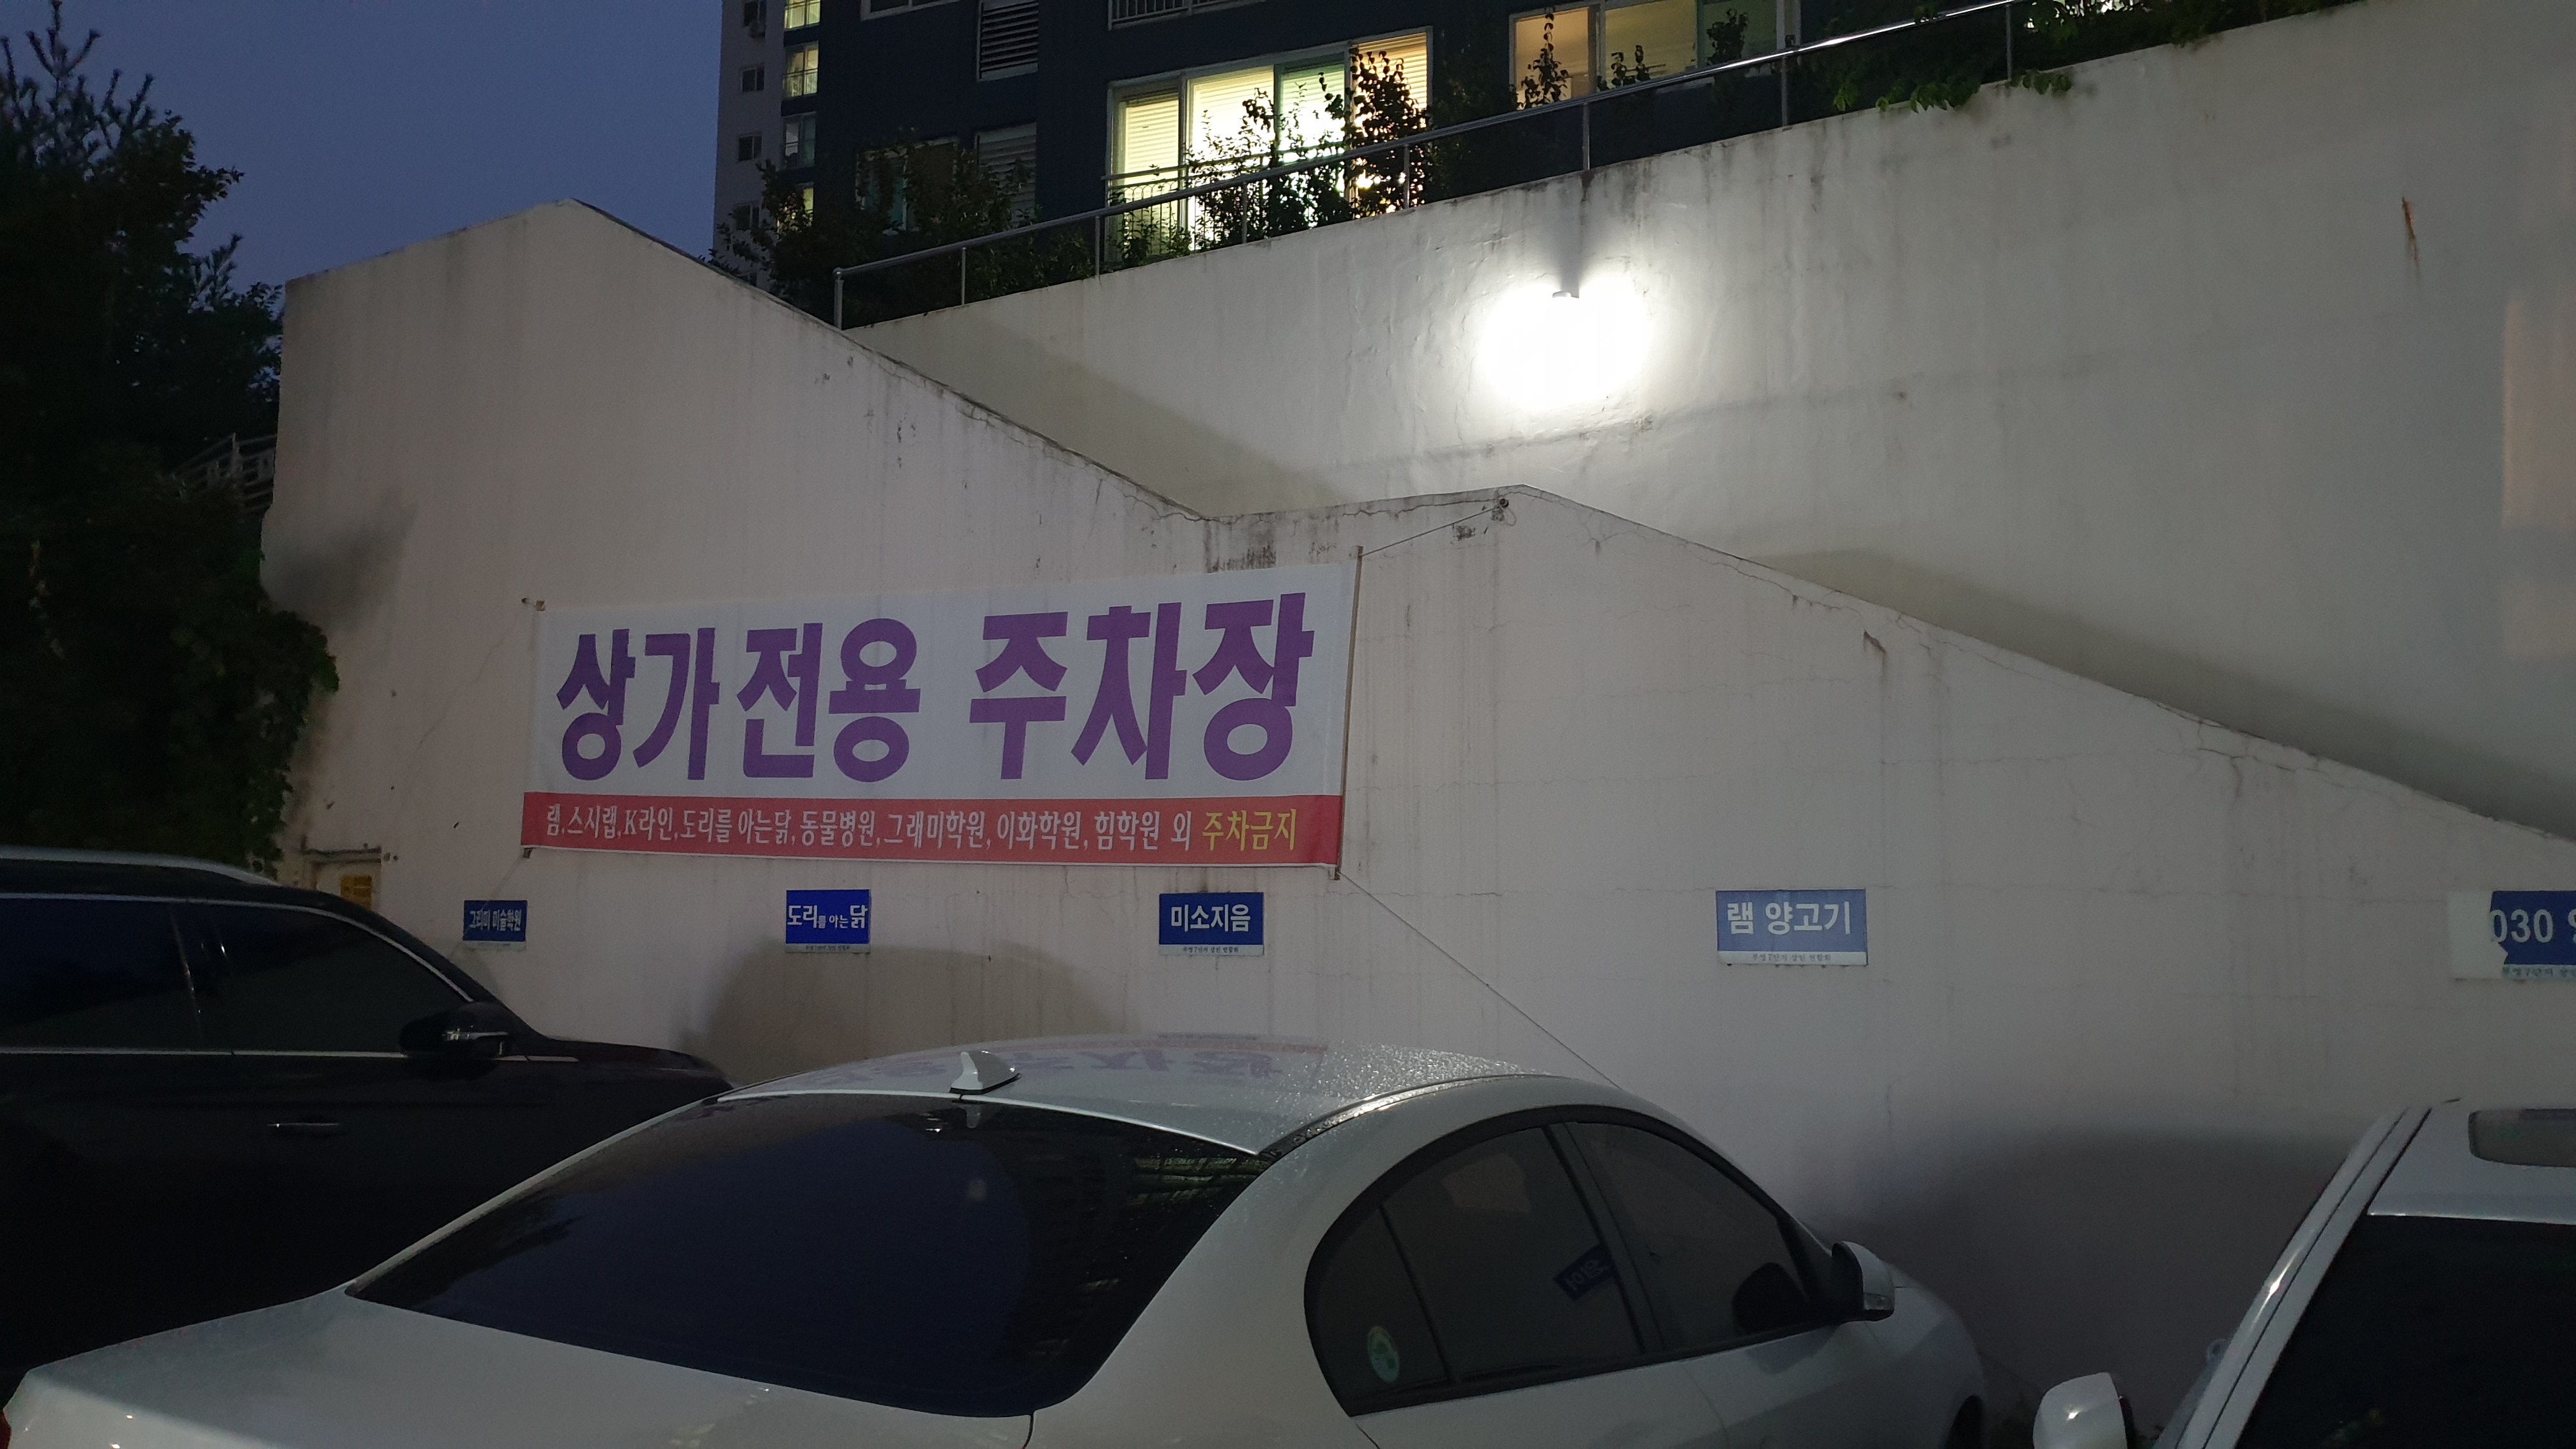 상가전용 주차장
램, 스시랩, K라인, 도리를 아는닭, 동물병원, 그래미학원, 이화학원, 힘학원 외 주차금지
그리미 미술학원
도리를 아는 닭
미소지음
램 양고기
030